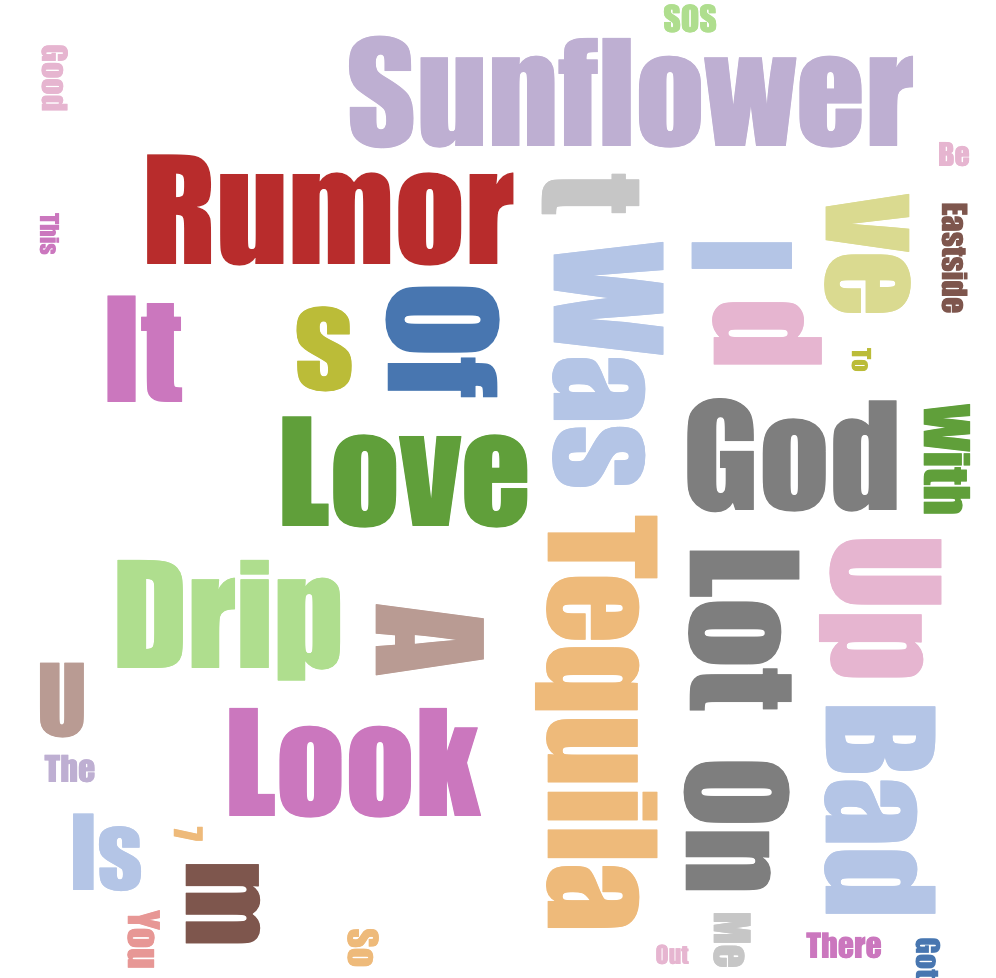 SOS
Sunflower
Good
Be
Rumor
t
Ve
Eastside
This
Was
I
d
It
s
Of
To
Love
God
With
Tequila
Up
Drip
A
Lot
U
Look
Bad
The
On
Is
7
m
You
So
Out
Me
There
Got